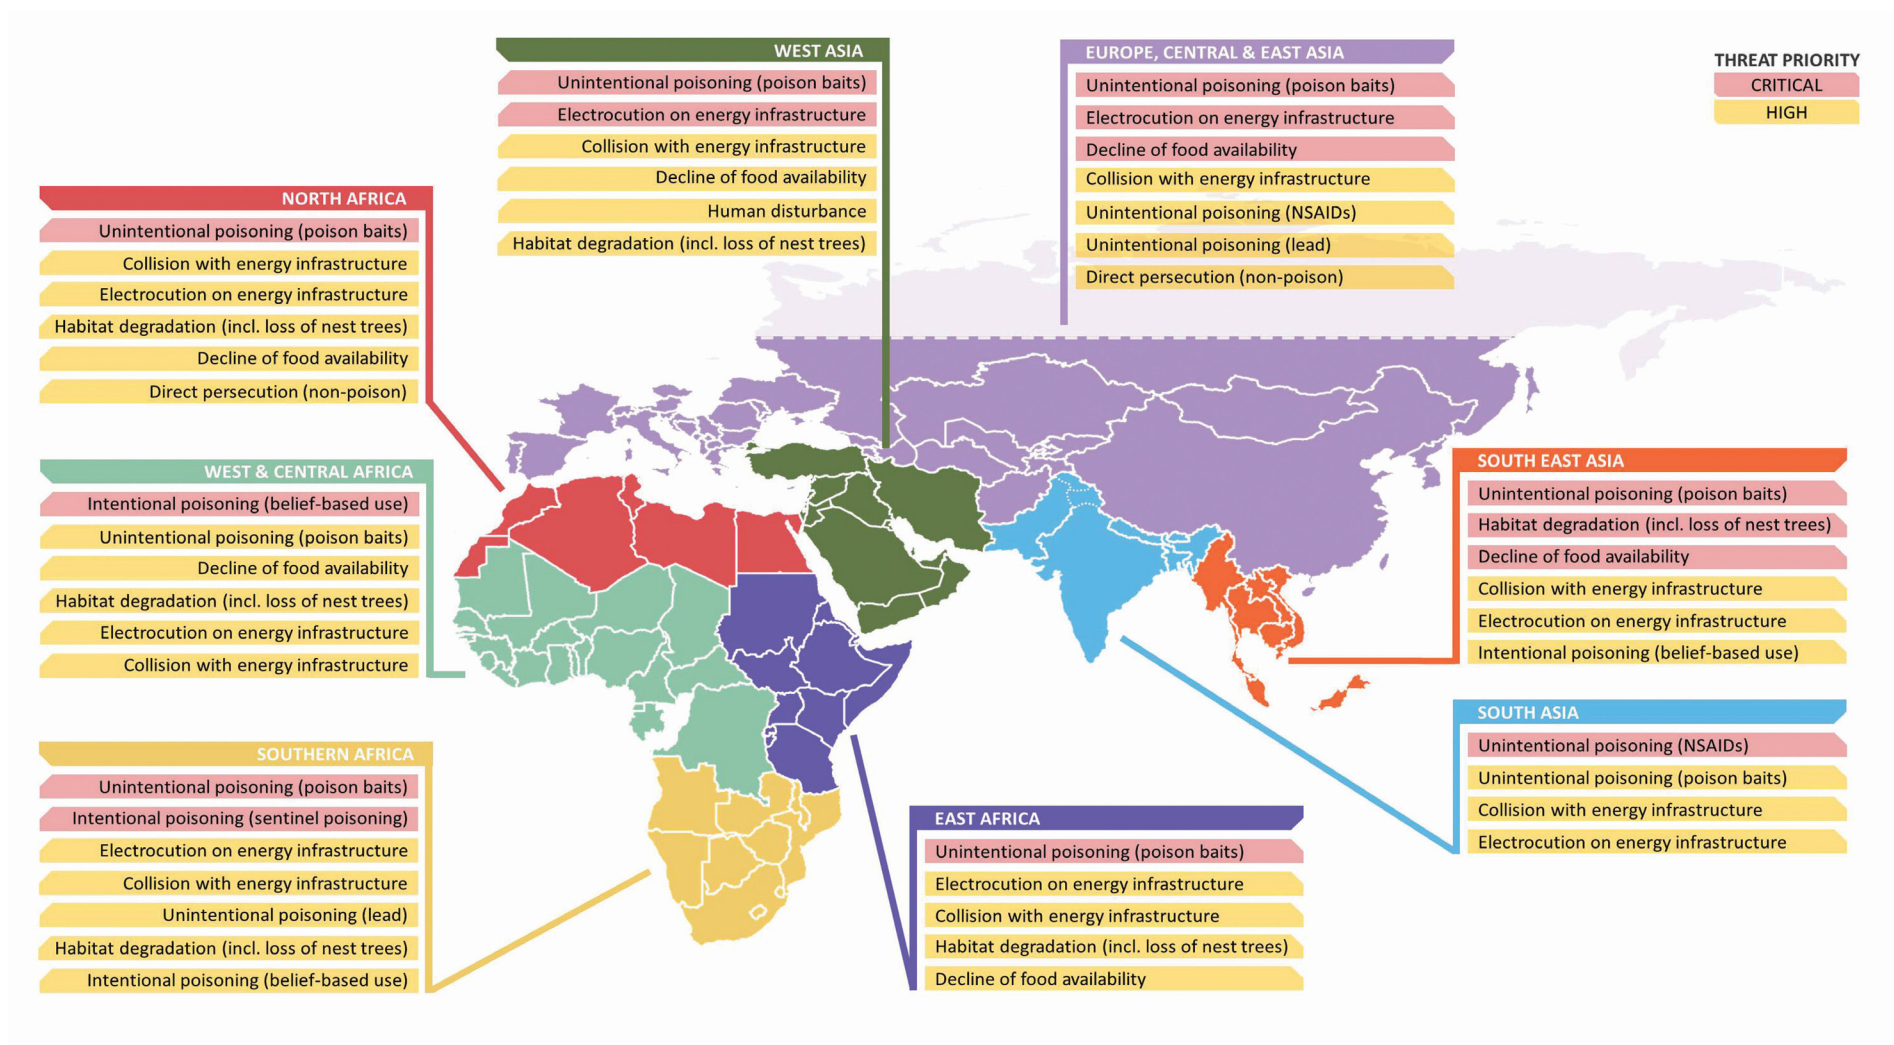 WEST ASIA
Unintentional poisoning (poison baits)
Electrocution on energy infrastructure
Collision with energy infrastructure
Decline of food availability
Human disturbance
Habitat degradation (incl. loss of nest trees)
EUROPE, CENTRAL & EAST ASIA
Unintentional poisoning (poison baits)
Electrocution on energy infrastructure
Decline of food availability
Collision with energy infrastructure
Unintentional poisoning (NSAIDs)
Unintentional poisoning (lead)
Direct persecution (non-poison)
THREAT PRIORITY
CRITICAL
HIGH
NORTH AFRICA
Unintentional poisoning (poison baits)
Collision with energy infrastructure
Electrocution on energy infrastructure
Habitat degradation (incl. loss of nest trees)
Decline of food availability
Direct persecution (non-poison)
WEST & CENTRAL AFRICA
Intentional poisoning (belief-based use)
Unintentional poisoning (poison baits)
Decline of food availability
Habitat degradation (incl. loss of nest trees)
Electrocution on energy infrastructure
Collision with energy infrastructure
SOUTH EAST ASIA
Unintentional poisoning (poison baits)
Habitat degradation (incl. loss of nest trees)
Decline of food availability
Collision with energy infrastructure
Electrocution on energy infrastructure
Intentional poisoning (belief-based use)
SOUTH ASIA
Unintentional poisoning (NSAIDs)
Unintentional poisoning (poison baits)
Collision with energy infrastructure
Electrocution on energy infrastructure
SOUTHERN AFRICA
Unintentional poisoning (poison baits)
Intentional poisoning (sentinel poisoning)
Electrocution on energy infrastructure
Collision with energy infrastructure
Unintentional poisoning (lead)
Habitat degradation (incl. loss of nest trees)
Intentional poisoning (belief-based use)
EAST AFRICA
Unintentional poisoning (poison baits)
Electrocution on energy infrastructure
Collision with energy infrastructure
Habitat degradation (incl. loss of nest trees)
Decline of food availability